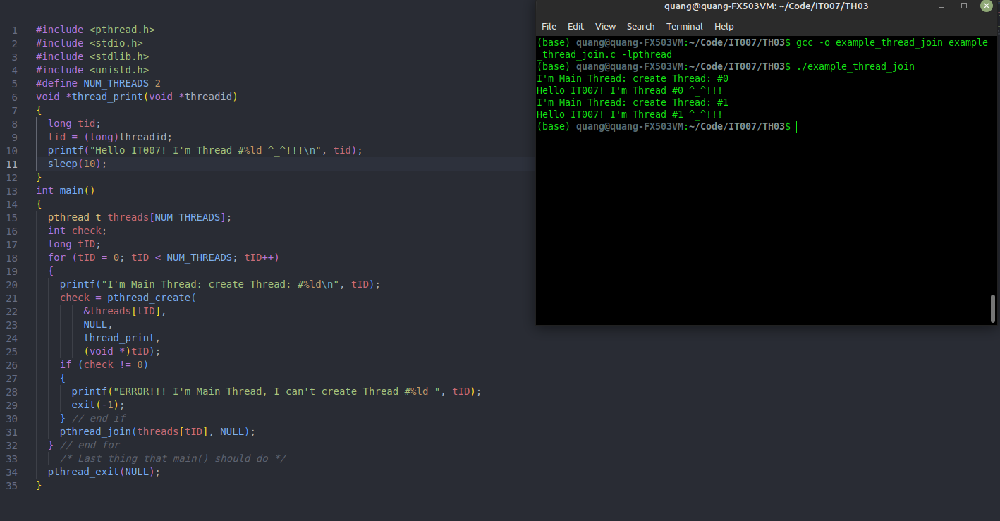 1 #include <pthread.h>
2 #include <stdio.h>
3 #include <stdlib.h>
4 #include <unistd.h>
5 #define NUM_THREADS 2
6 void *thread_print(void *threadid)
7 {
8 long tid;
9 tid = (long)threadid;
10 printf("Hello IT007! I'm Thread #%ld ^_^!!!\n", tid);
11 sleep(10);
12 }
13 int main()
14 {
15 pthread_t threads[NUM_THREADS];
16 int check;
17 long tID;
18 for (tID = 0; tID < NUM_THREADS; tID++)
19 {
20 printf("I'm Main Thread: create Thread: #%ld\n", tID);
21 check = pthread_create(
22 &threads[tID],
23 NULL,
24 thread_print,
25 (void *)tID);
26 if (check != 0)
27 {
28 printf("ERROR!!! I'm Main Thread, I can't create Thread #%ld ", tID);
29 exit(-1);
30 } // end if
31 pthread_join(threads[tID], NULL);
32 } // end for
33 /* Last thing that main() should do */
34 pthread_exit(NULL);
35 }
quang@quang-FX503VM: ~/Code/IT007/TH03
File Edit View Search Terminal Help
(base) quang@quang-FX503VM:~/Code/IT007/TH03$ gcc -o example_thread_join example
_thread_join.c -lpthread
(base) quang@quang-FX503VM:~/Code/IT007/TH03$ ./example_thread_join
I'm Main Thread: create Thread: #0
Hello IT007! I'm Thread #0 ^_^!!!
I'm Main Thread: create Thread: #1
Hello IT007! I'm Thread #1 ^_^!!!
(base) quang@quang-FX503VM:~/Code/IT007/TH03$